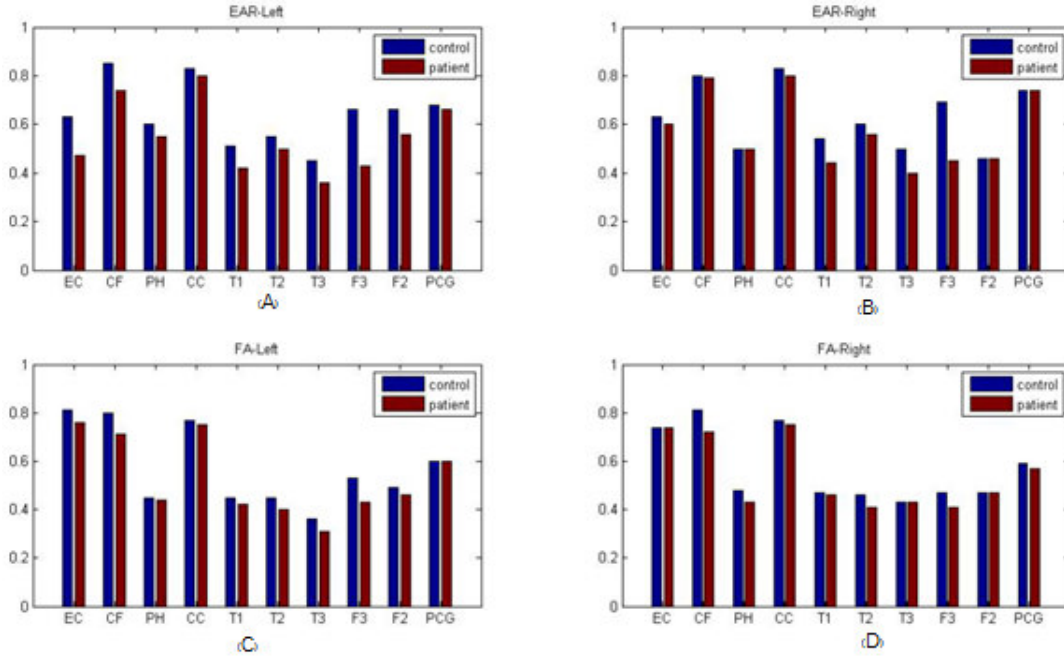 EAR-Left
1
0.8
0.6
0.4
0.2
0
control
patient
EC CF PH CC T1 T2 T3 F3 F2 PCG
(A)
EAR-Right
1
0.8
0.6
0.4
0.2
0
control
patient
EC CF PH CC T1 T2 T3 F3 F2 PCG
(B)
FA-Left
1
0.8
0.6
0.4
0.2
0
control
patient
EC CF PH CC T1 T2 T3 F3 F2 PCG
(C)
FA-Right
1
0.8
0.6
0.4
0.2
0
control
patient
EC CF PH CC T1 T2 T3 F3 F2 PCG
(D)